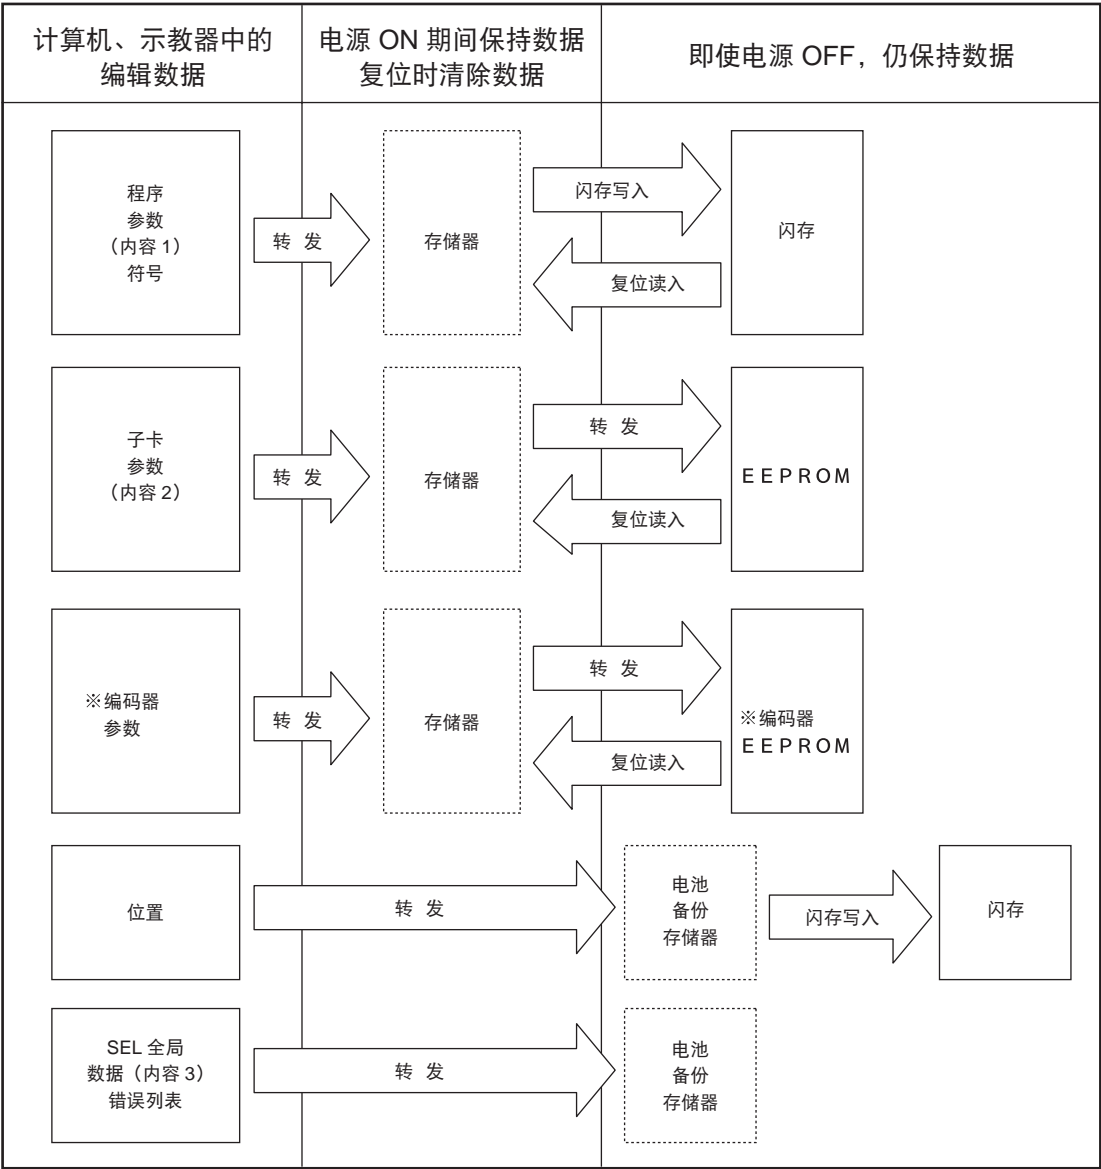 计算机、示教器中的
编辑数据
电源 ON 期间保持数据
复位时清除数据
即使电源 OFF，仍保持数据
程序
参数
（内容 1）
符号
转 发
存储器
闪存写入
复位读入
闪存
子卡
参数
（内容 2）
转 发
存储器
转 发
复位读入
EEPROM
※编码器
参数
转 发
存储器
转 发
复位读入
※编码器
EEPROM
位置
转 发
电池
备份
存储器
闪存写入
闪存
SEL 全局
数据（内容 3）
错误列表
转 发
电池
备份
存储器